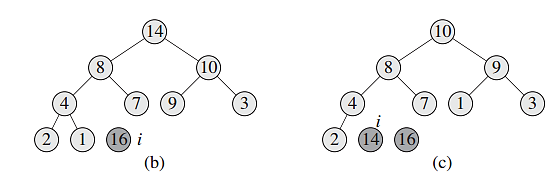 14 10
8 10 8 9
4 7 9 3 4 7 1 3
i
2 1 16 i 2 14 16
(b) (c)